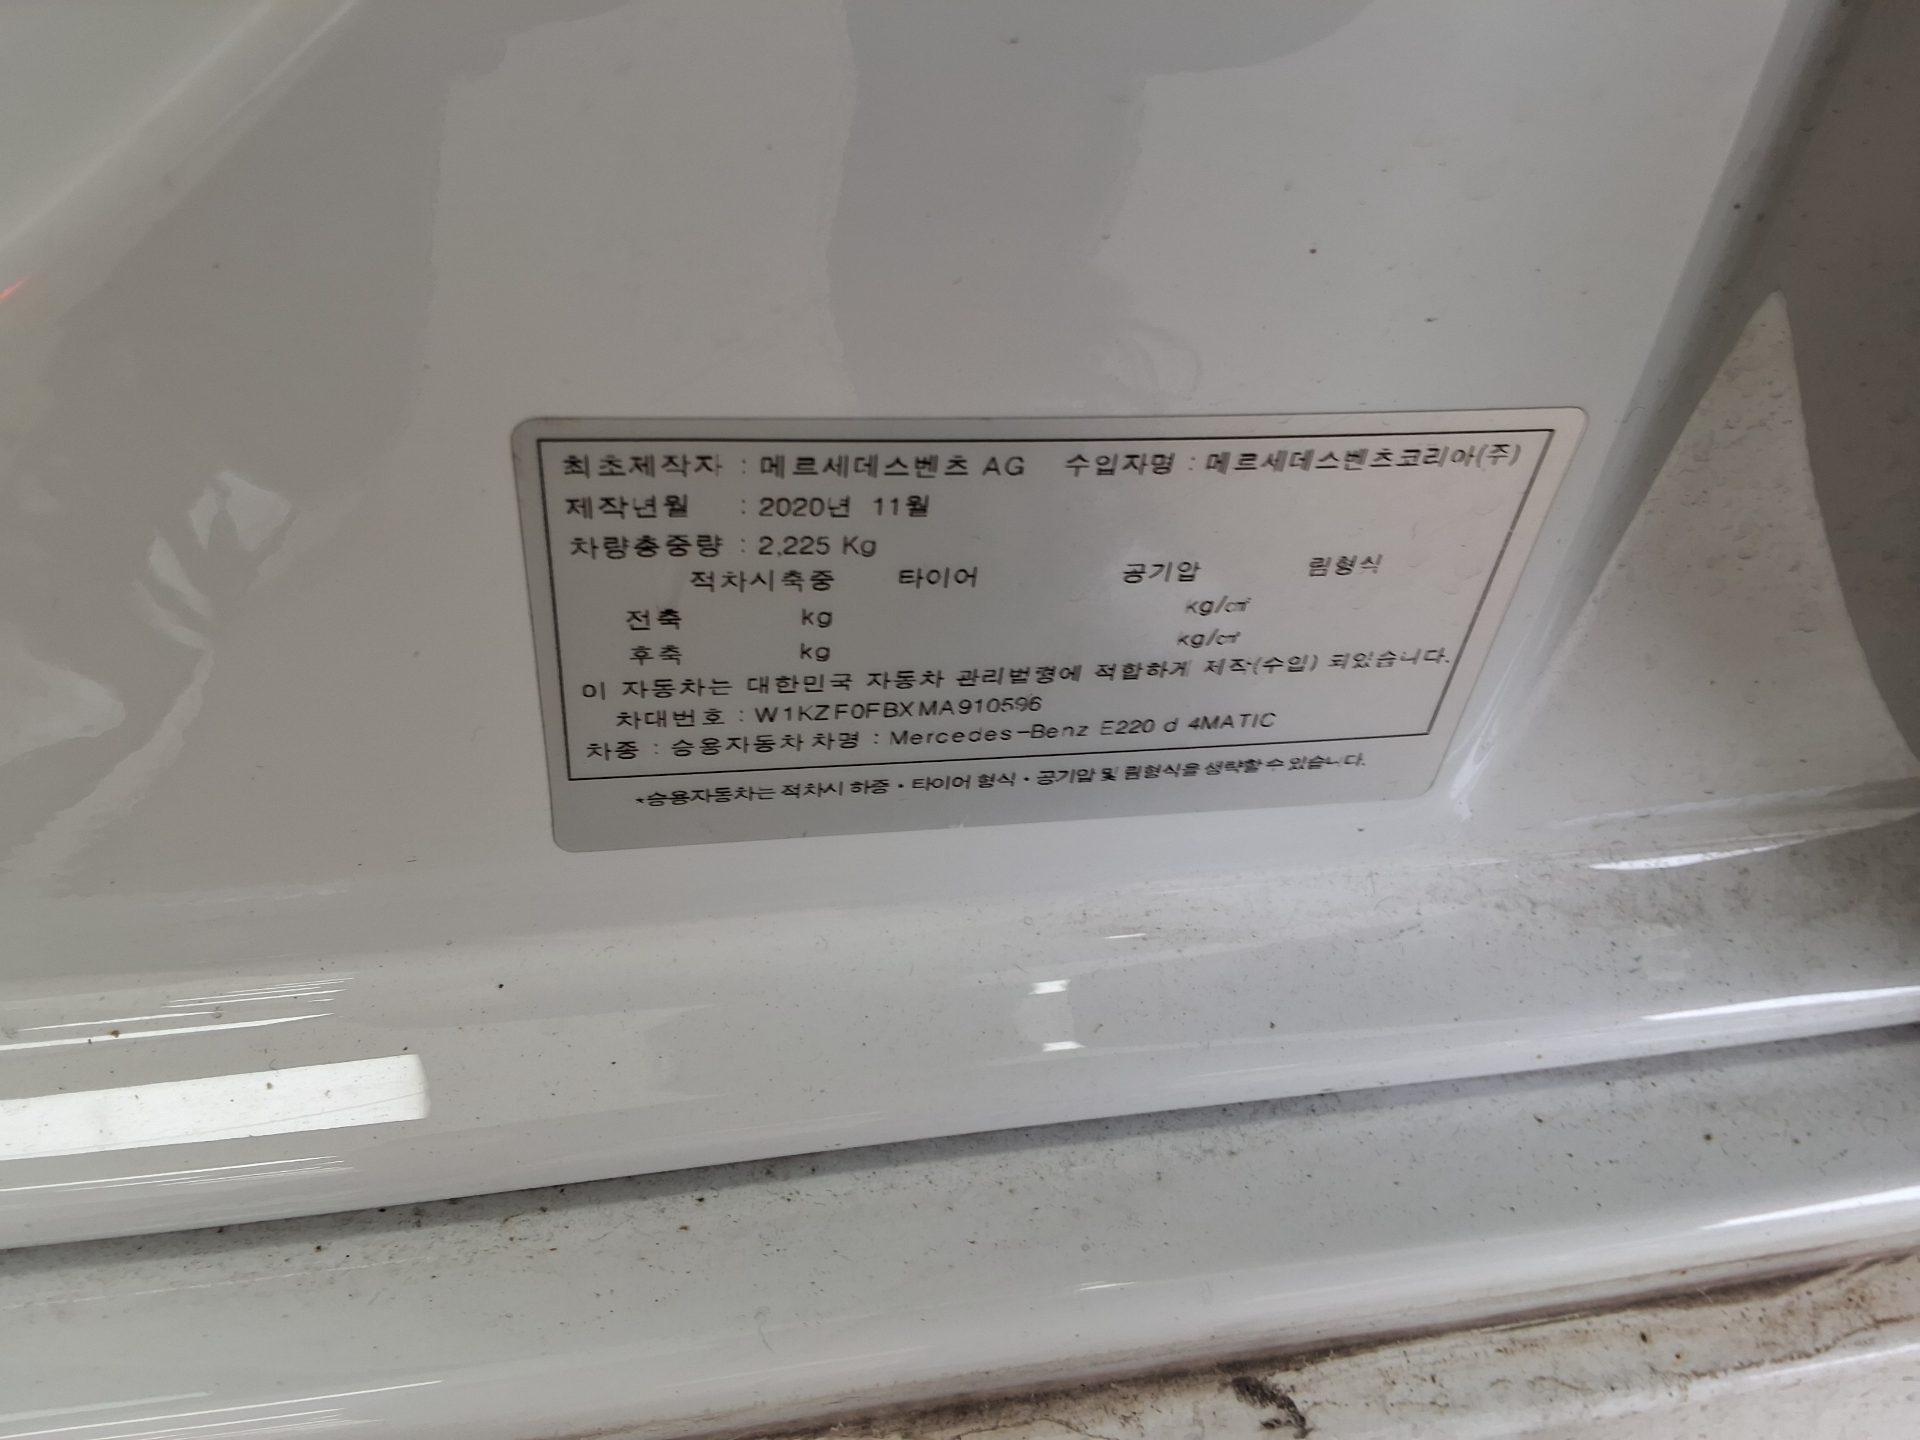 최초제작자 : 메르세데스벤츠 AG 수입자명 : 메르세데스벤츠코리아(주)
제작년월 : 2020년 11월
차량총중량 : 2,225 Kg
적차시축중 타이어 공기압 림형식
전축 kg kg/㎠
후축 kg kg/㎠
이 자동차는 대한민국 자동차 관리법령에 적합하게 제작(수입) 되있습니다.
차대번호 : W1KZF0FBXMA910596
차종 : 승용자동차 차명 : Mercedes-Benz E220 d 4MATIC
*승용자동차는 적차시 하중・타이어 형식・공기압 및 림형식을 생략할 수 있습니다.